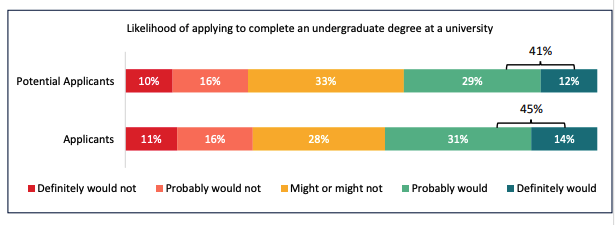 Likelihood of applying to complete an undergraduate degree at a university
41%
Potential Applicants 10% 16% 33% 29% 12%
45%
Applicants 11% 16% 28% 31% 14%
Definitely would not Probably would not Might or might not Probably would Definitely would